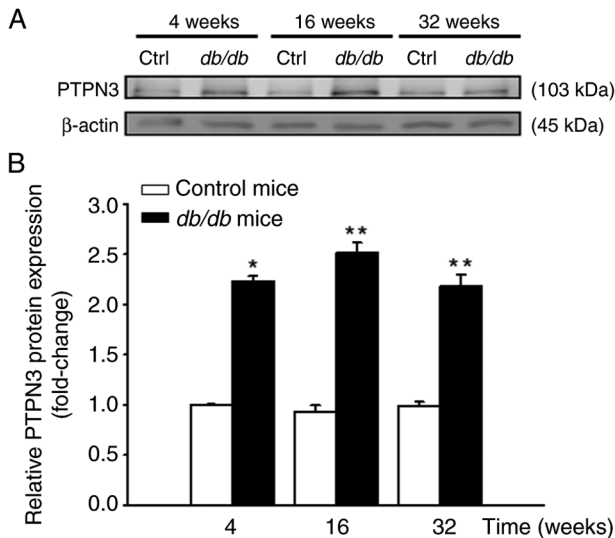 A
4 weeks 16 weeks 32 weeks
Ctrl db/db Ctrl db/db Ctrl db/db
PTPN3 (103 kDa)
β-actin (45 kDa)
B
Control mice
db/db mice
Relative PTPN3 protein expression
(fold-change)
3.0
2.5
2.0
1.5
1.0
0.5
0.0
* ** **
4 16 32 Time (weeks)